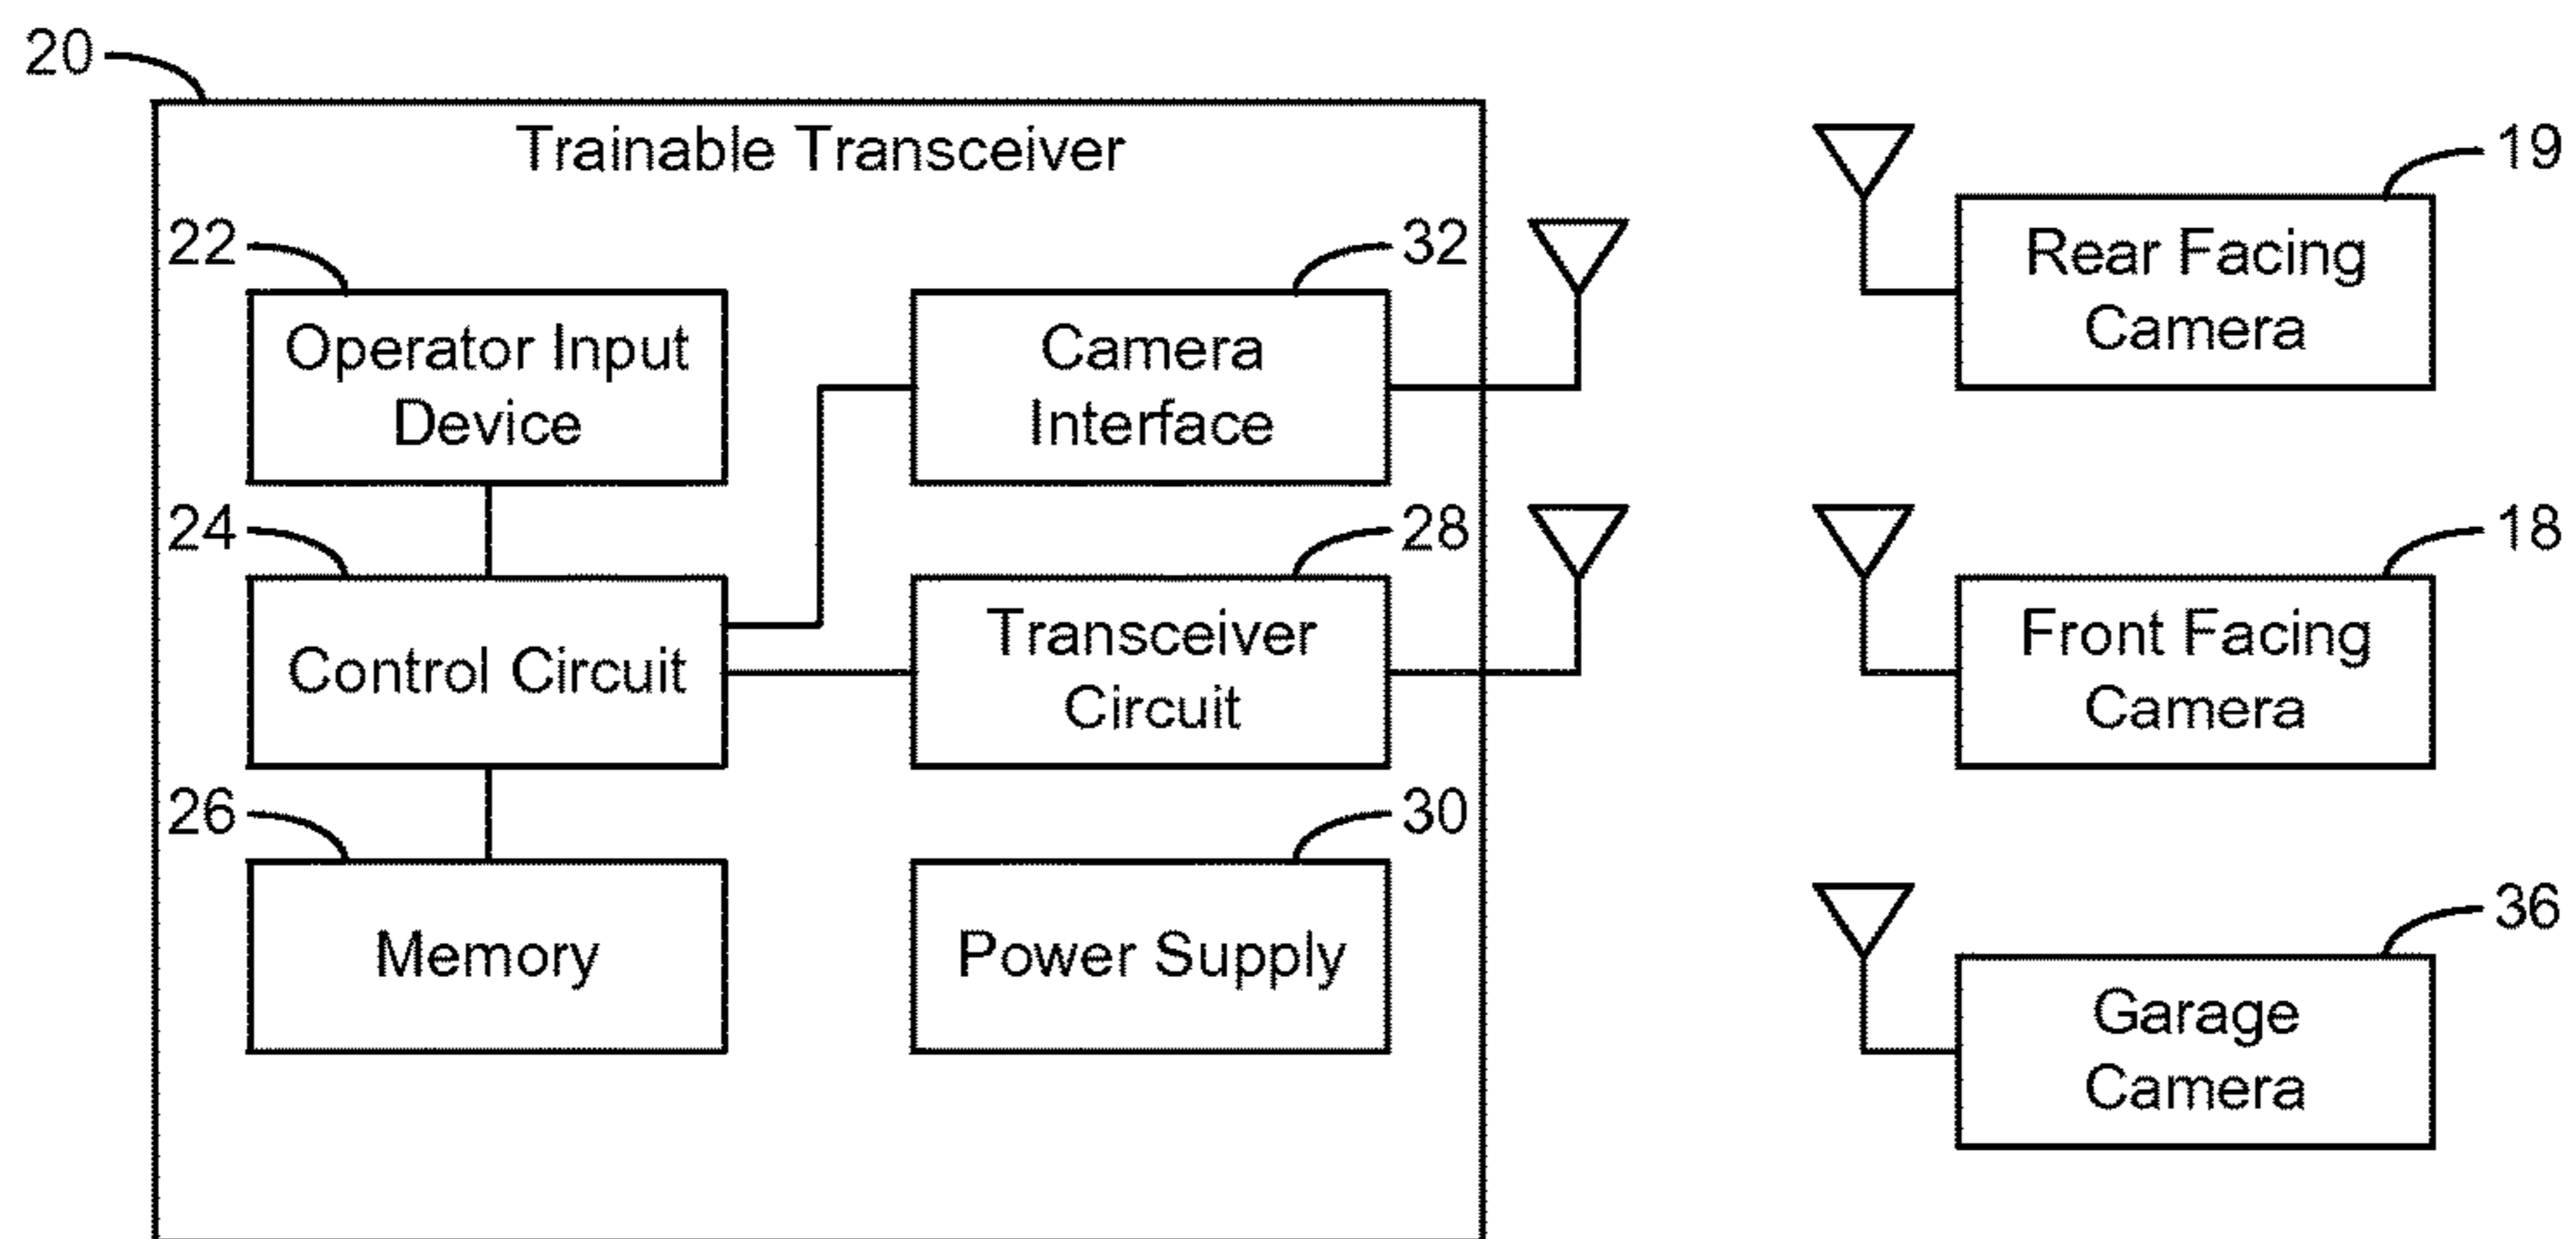 20
Trainable Transceiver
22
Operator Input
Device
32
Camera
Interface
24
Control Circuit
28
Transceiver
Circuit
26
Memory
30
Power Supply
19
Rear Facing
Camera
18
Front Facing
Camera
36
Garage
Camera